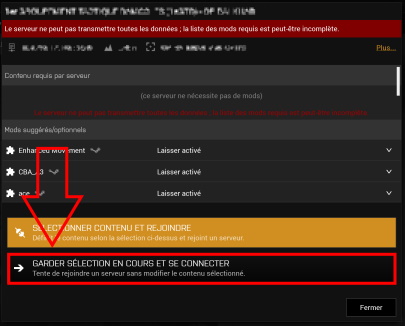 Le serveur ne peut pas transmettre toutes les données ; la liste des mods requis est peut-être incomplète.
Plus...
Contenu requis par serveur
(ce serveur ne nécessite pas de mods)
Mods suggérés/optionnels
Enhanced Movement Laisser activé
CBA_A3 Laisser activé
ace Laisser activé
SÉLECTIONNER CONTENU ET REJOINDRE
contenu selon la sélection ci-dessus et rejoint un serveur.
GARDER SÉLECTION EN COURS ET SE CONNECTER
Tente de rejoindre un serveur sans modifier le contenu sélectionné.
Fermer